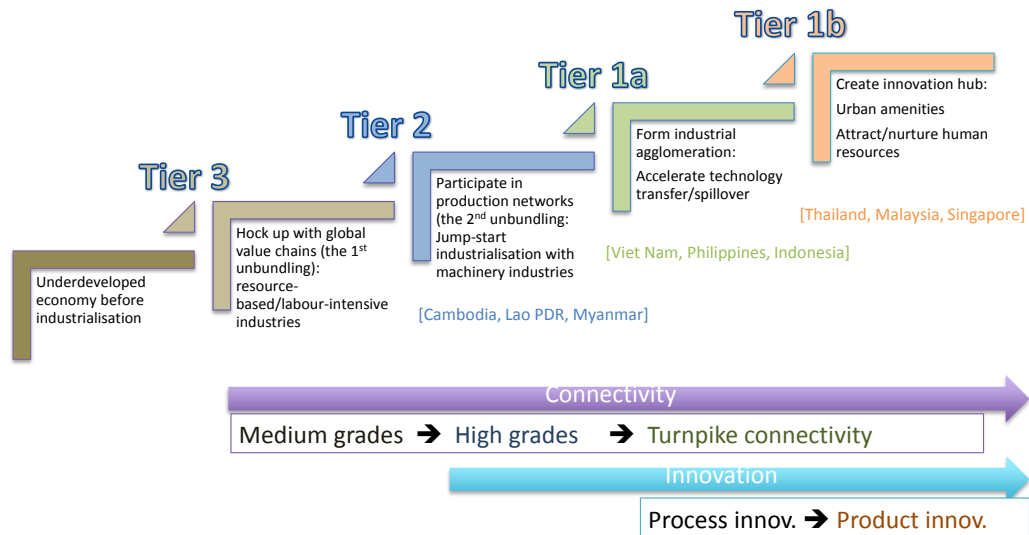 Tier 1b
Tier 1a
Tier 2
Tier 3
Underdeveloped
economy before
industrialisation
Hock up with global
value chains (the 1st
unbundling):
resource-
based/labour-intensive
industries
Participate in
production networks
(the 2nd unbundling:
Jump-start
industrialisation with
machinery industries
[Cambodia, Lao PDR, Myanmar]
Form industrial
agglomeration:
Accelerate technology
transfer/spillover
[Viet Nam, Philippines, Indonesia]
Create innovation hub:
Urban amenities
Attract/nurture human
resources
[Thailand, Malaysia, Singapore]
Connectivity
Medium grades ➔ High grades ➔ Turnpike connectivity
Innovation
Process innov. ➔ Product innov.